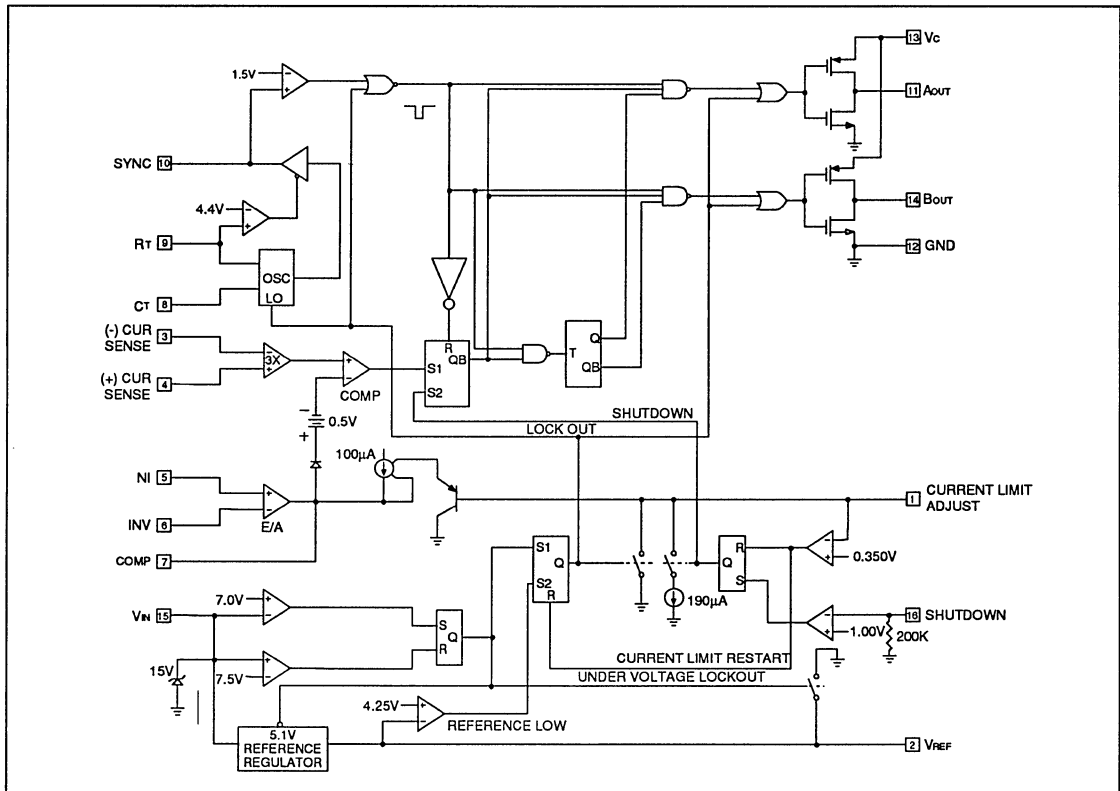 13 VC
1.5V
11 AOUT
SYNC 10
4.4V
14 BOUT
RT 9
12 GND
OSC
LO
CT 8
(-) CUR
SENSE 3
3X
(+) CUR
SENSE 4
COMP
R
S1 QB
S2
T Q
QB
SHUTDOWN
LOCK OUT
- 0.5V
+
100µA
NI 5
INV 6
E/A
COMP 7
1 CURRENT LIMIT
ADJUST
S1
S2 Q
R
R
Q
S
0.350V
190µA
16 SHUTDOWN
1.00V
200K
7.0V
VIN 15
S
Q
R
15V
7.5V
CURRENT LIMIT RESTART
UNDER VOLTAGE LOCKOUT
4.25V
REFERENCE LOW
5.1V
REFERENCE
REGULATOR
2 VREF